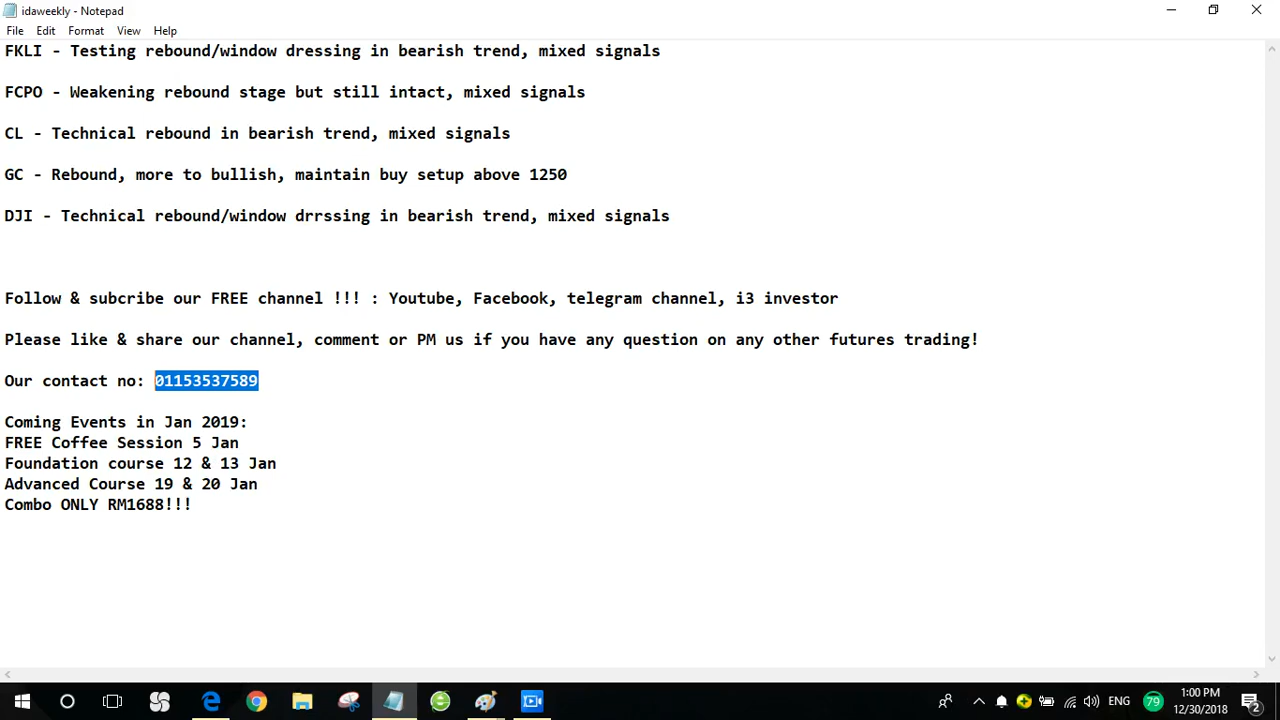 idaweekly - Notepad
File Edit Format View Help
FKLI - Testing rebound/window dressing in bearish trend, mixed signals
FCPO - Weakening rebound stage but still intact, mixed signals
CL - Technical rebound in bearish trend, mixed signals
GC - Rebound, more to bullish, maintain buy setup above 1250
DJI - Technical rebound/window drrssing in bearish trend, mixed signals
Follow & subcribe our FREE channel !!! : Youtube, Facebook, telegram channel, i3 investor
Please like & share our channel, comment or PM us if you have any question on any other futures trading!
Our contact no: 01153537589
Coming Events in Jan 2019:
FREE Coffee Session 5 Jan
Foundation course 12 & 13 Jan
Advanced Course 19 & 20 Jan
Combo ONLY RM1688!!!
ENG 79 1:00 PM
12/30/2018 2